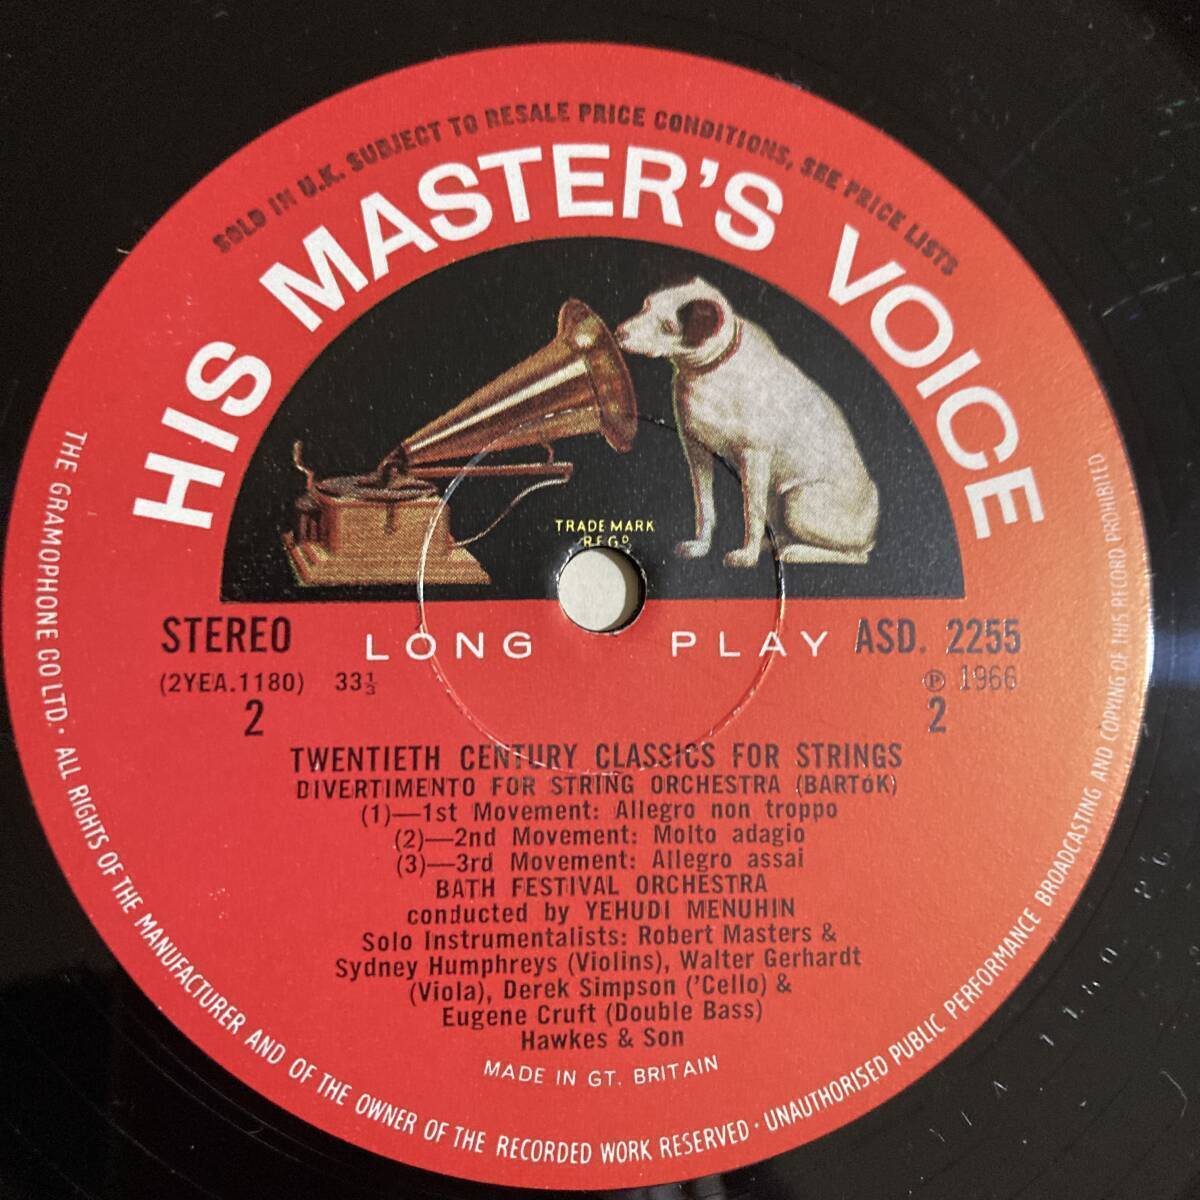 SOLD IN U.K. SUBJECT TO RESALE PRICE CONDITIONS, SEE PRICE LISTS
HIS MASTER'S VOICE
TRADE MARK
REGD
STEREO
LONG PLAY
ASD. 2255
(2YEA.1180) 33⅓
℗ 1966
2
2
TWENTIETH CENTURY CLASSICS FOR STRINGS
DIVERTIMENTO FOR STRING ORCHESTRA (BARTóK)
(1)—1st Movement: Allegro non troppo
(2)—2nd Movement: Molto adagio
(3)—3rd Movement: Allegro assai
BATH FESTIVAL ORCHESTRA
conducted by YEHUDI MENUHIN
Solo Instrumentalists: Robert Masters &
Sydney Humphreys (Violins), Walter Gerhardt
(Viola), Derek Simpson ('Cello) &
Eugene Cruft (Double Bass)
Hawkes & Son
MADE IN GT. BRITAIN
THE GRAMOPHONE CO LTD. · ALL RIGHTS OF THE MANUFACTURER AND OF THE OWNER OF THE RECORDED WORK RESERVED · UNAUTHORISED PUBLIC PERFORMANCE BROADCASTING AND COPYING OF THIS RECORD PROHIBITED